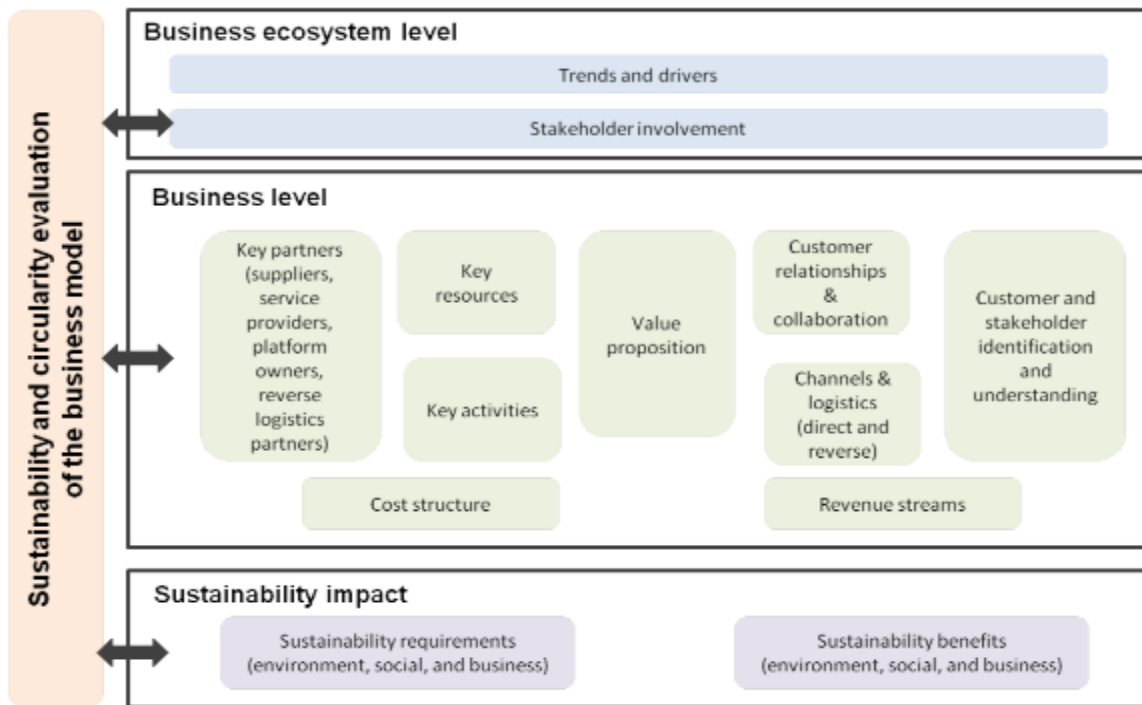 Sustainability and circularity evaluation
of the business model
Business ecosystem level
Trends and drivers
Stakeholder involvement
Business level
Key partners
(suppliers,
service
providers,
platform
owners,
reverse
logistics
partners)
Key
resources
Key activities
Value
proposition
Customer
relationships
&
collaboration
Channels &
logistics
(direct and
reverse)
Customer and
stakeholder
identification
and
understanding
Cost structure
Revenue streams
Sustainability impact
Sustainability requirements
(environment, social, and business)
Sustainability benefits
(environment, social, and business)